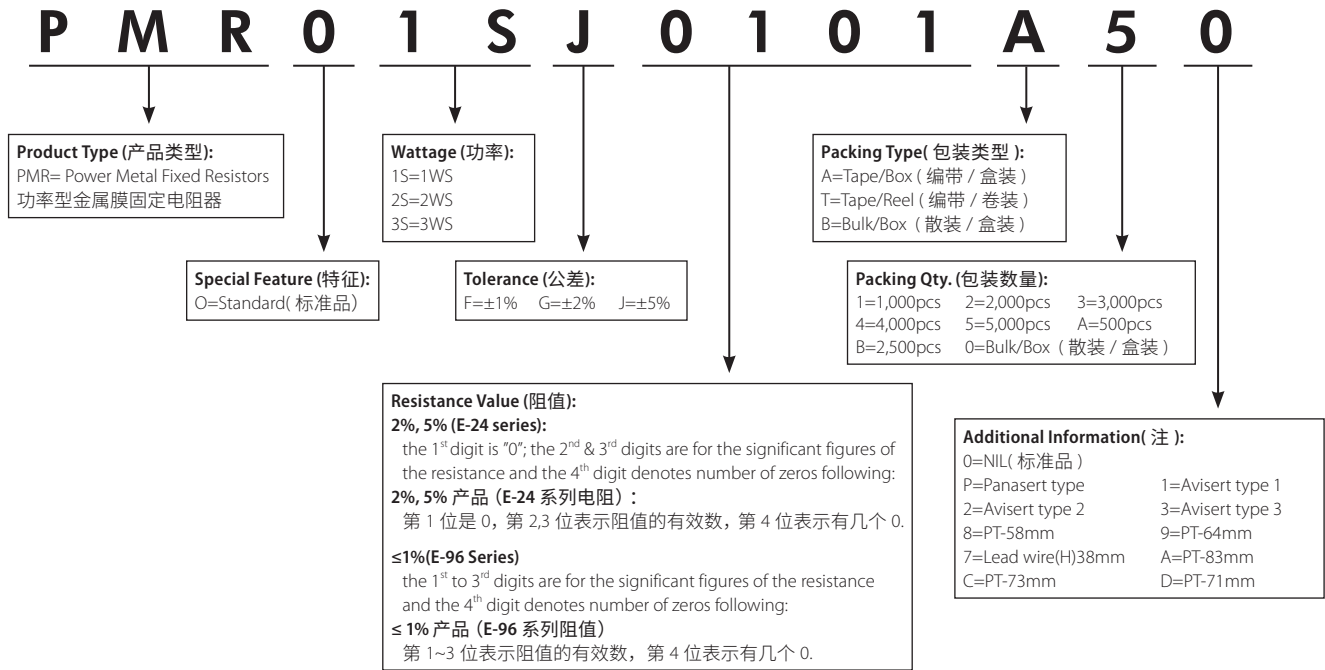 P M R 0 1 S J 0 1 0 1 A 5 0
Product Type (产品类型):
PMR= Power Metal Fixed Resistors
功率型金属膜固定电阻器
Wattage (功率):
1S=1WS
2S=2WS
3S=3WS
Packing Type( 包装类型 ):
A=Tape/Box ( 编带 / 盒装 )
T=Tape/Reel ( 编带 / 卷装 )
B=Bulk/Box ( 散装 / 盒装 )
Special Feature (特征):
O=Standard( 标准品）
Tolerance (公差):
F=±1% G=±2% J=±5%
Packing Qty. (包装数量):
1=1,000pcs 2=2,000pcs 3=3,000pcs
4=4,000pcs 5=5,000pcs A=500pcs
B=2,500pcs 0=Bulk/Box ( 散装 / 盒装 )
Resistance Value (阻值):
2%, 5% (E-24 series):
the 1st digit is "0"; the 2nd & 3rd digits are for the significant figures of
the resistance and the 4th digit denotes number of zeros following:
2%, 5% 产品（E-24 系列电阻）：
第 1 位是 0，第 2,3 位表示阻值的有效数，第 4 位表示有几个 0.
≤1%(E-96 Series)
the 1st to 3rd digits are for the significant figures of the resistance
and the 4th digit denotes number of zeros following:
≤ 1% 产品（E-96 系列阻值）
第 1~3 位表示阻值的有效数，第 4 位表示有几个 0.
Additional Information( 注 ):
0=NIL( 标准品 )
P=Panasert type 1=Avisert type 1
2=Avisert type 2 3=Avisert type 3
8=PT-58mm 9=PT-64mm
7=Lead wire(H)38mm A=PT-83mm
C=PT-73mm D=PT-71mm